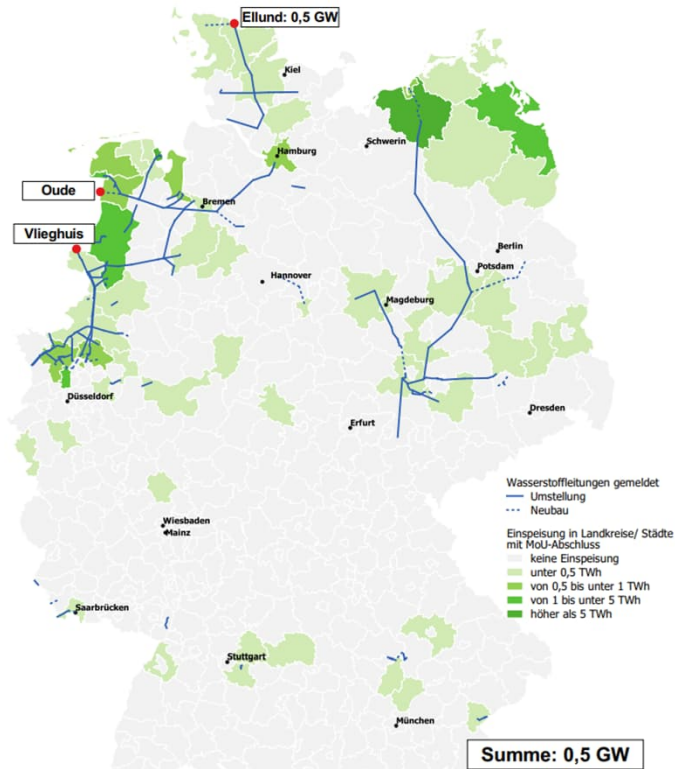 Ellund: 0,5 GW
Kiel
Schwerin
Hamburg
Oude
Bremen
Vlieghuis
Berlin
Potsdam
Hannover
Magdeburg
Düsseldorf
Dresden
Erfurt
Wasserstoffleitungen gemeldet
Umstellung
Neubau
Wiesbaden
Mainz
Einspeisung in Landkreise/ Städte
mit MoU-Abschluss
keine Einspeisung
unter 0,5 TWh
von 0,5 bis unter 1 TWh
von 1 bis unter 5 TWh
höher als 5 TWh
Saarbrücken
Stuttgart
München
Summe: 0,5 GW